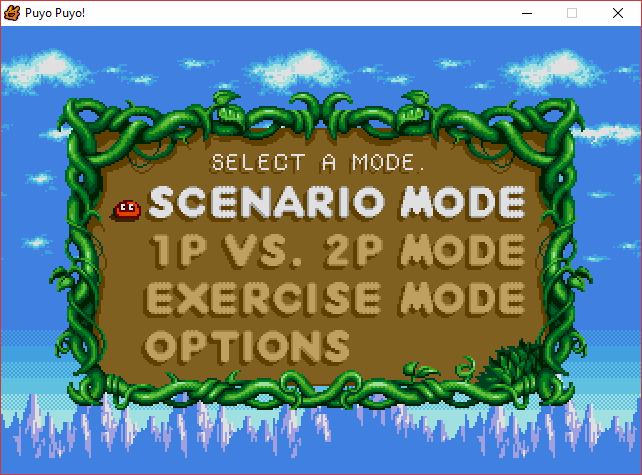 Puyo Puyo!
SELECT A MODE.
SCENARIO MODE
1P VS. 2P MODE
EXERCISE MODE
OPTIONS